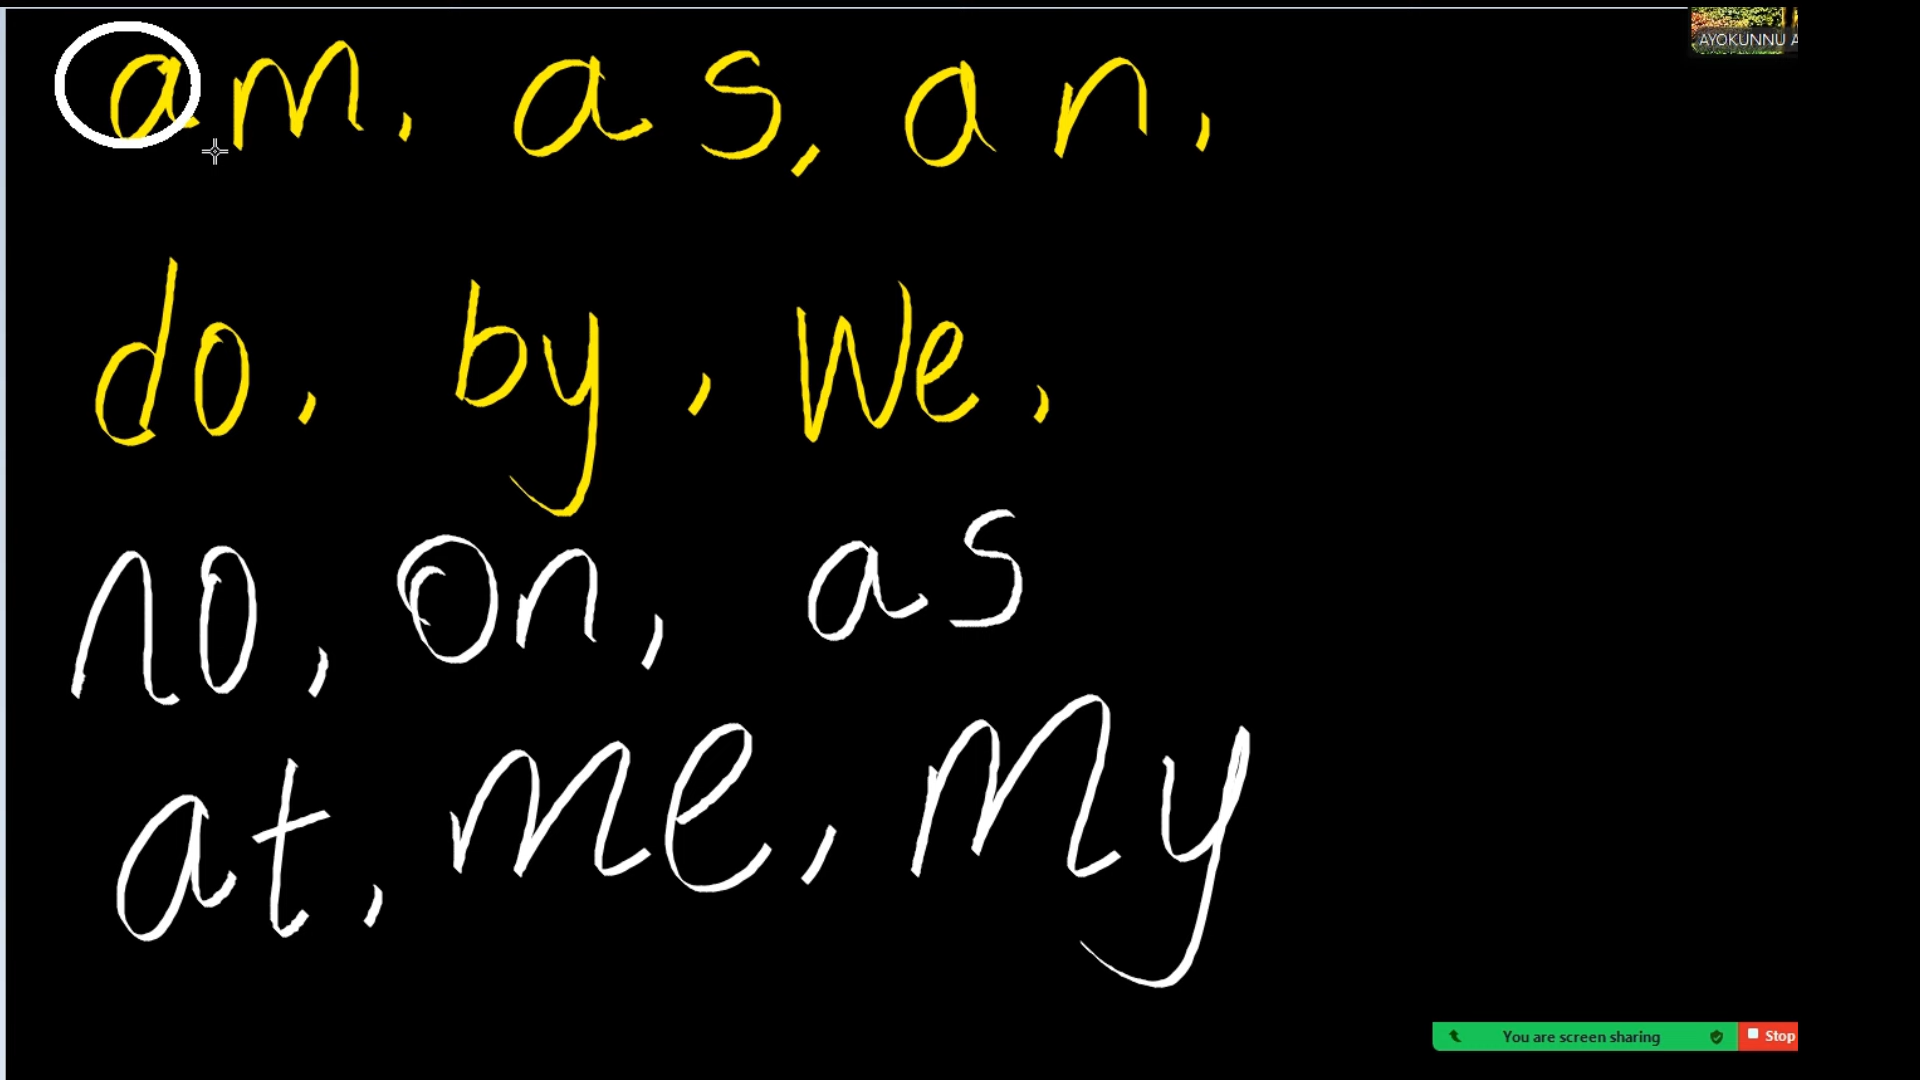 AYOKUNNU A
am, as, an,
do, by, we,
no, on, as
at, me, my
You are screen sharing
Stop